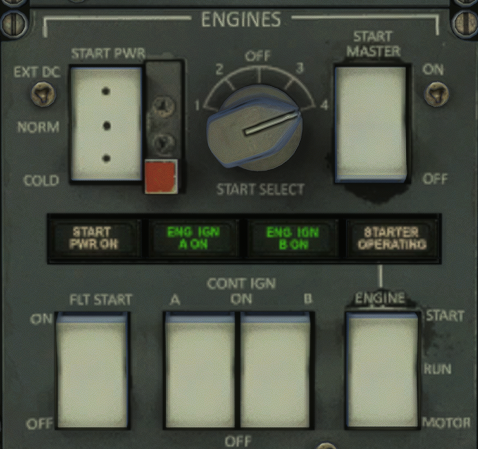 ENGINES
START PWR
EXT DC
NORM
COLD
1 2 OFF 3 4
START SELECT
START
MASTER
ON
OFF
START
PWR ON
ENG IGN
A ON
ENG IGN
B ON
STARTER
OPERATING
FLT START
ON
OFF
CONT IGN
A ON B
OFF
ENGINE
START
RUN
MOTOR